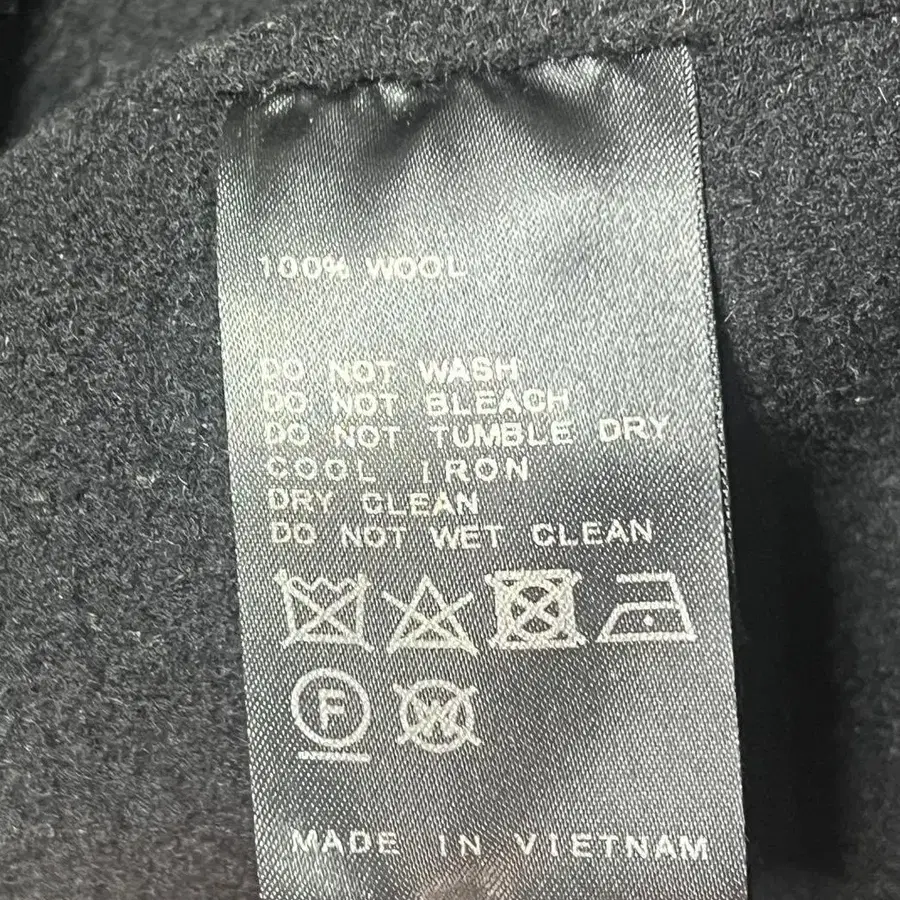 100% WOOL
DO NOT WASH
DO NOT BLEACH
DO NOT TUMBLE DRY
COOL IRON
DRY CLEAN
DO NOT WET CLEAN
F W
MADE IN VIETNAM